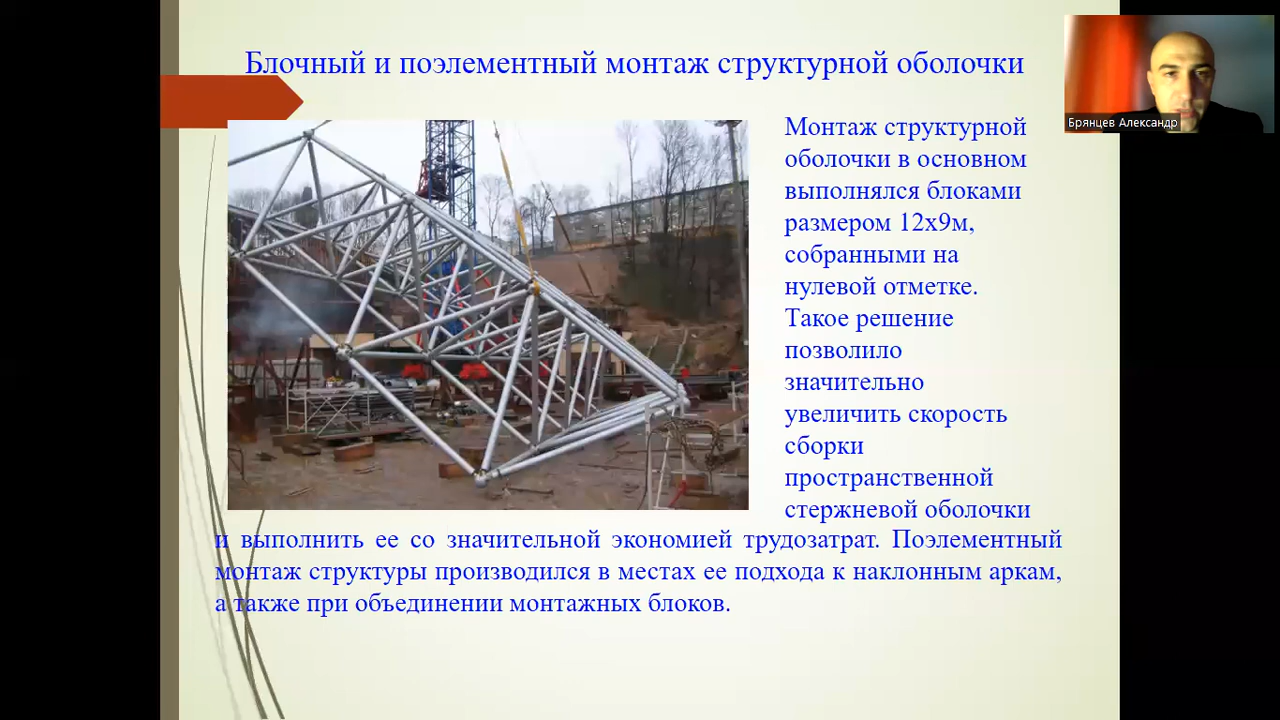 Блочный и поэлементный монтаж структурной оболочки
Брянцев Александр
Монтаж структурной
оболочки в основном
выполнялся блоками
размером 12х9м,
собранными на
нулевой отметке.
Такое решение
позволило
значительно
увеличить скорость
сборки
пространственной
стержневой оболочки
и выполнить ее со значительной экономией трудозатрат. Поэлементный
монтаж структуры производился в местах ее подхода к наклонным аркам,
а также при объединении монтажных блоков.